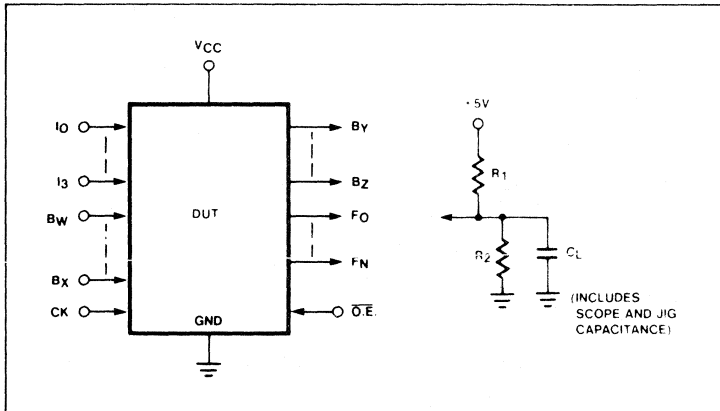 VCC
I0
I3
BW
BX
CK
DUT
GND
BY
BZ
F0
FN
O.E.
+5V
R1
R2
CL
(INCLUDES
SCOPE AND JIG
CAPACITANCE)